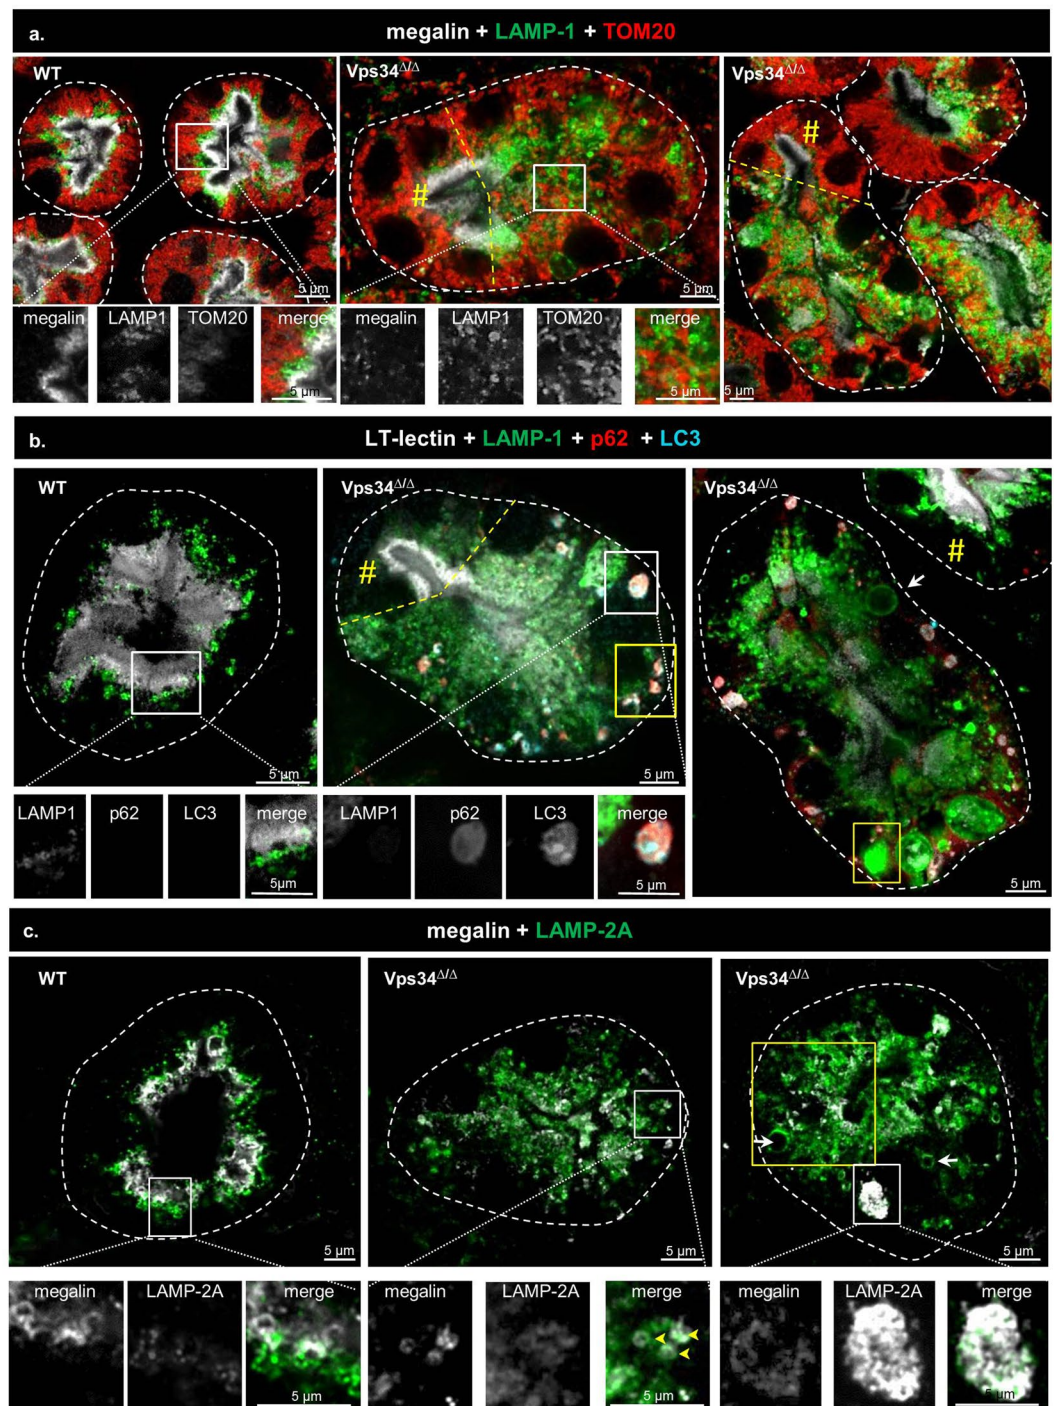 a. megalin + LAMP-1 + TOM20
WT
Vps34Δ/Δ
Vps34Δ/Δ
#
#
5 µm
5 µm
5 µm
megalin LAMP1 TOM20 merge
5 µm
megalin LAMP1 TOM20 merge
5 µm
b. LT-lectin + LAMP-1 + p62 + LC3
WT
Vps34Δ/Δ
Vps34Δ/Δ
#
#
5 µm
5 µm
5 µm
LAMP1 p62 LC3 merge
5µm
LAMP1 p62 LC3 merge
5 µm
c. megalin + LAMP-2A
WT
Vps34Δ/Δ
Vps34Δ/Δ
5 µm
5 µm
5 µm
megalin LAMP-2A merge
5 µm
megalin LAMP-2A merge
5 µm
megalin LAMP-2A merge
5 µm